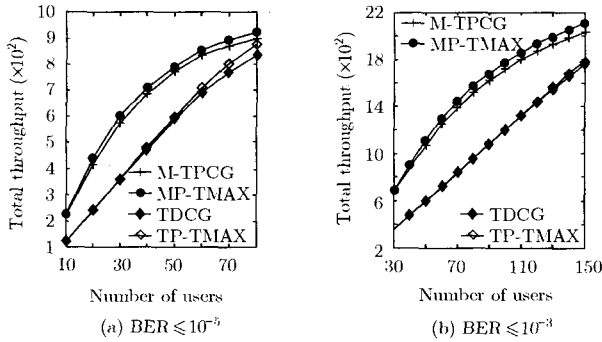 Total throughput (×10²)
10
9
8
7
6
5
4
3
2
1
10
30
50
70
M-TPCG
MP-TMAX
TDCG
TP-TMAX
Number of users
(a) BER ≤ 10⁻⁵
Total throughput (×10²)
22
18
14
10
6
2
30
70
110
150
M-TPCG
MP-TMAX
TDCG
TP-TMAX
Number of users
(b) BER ≤ 10⁻³